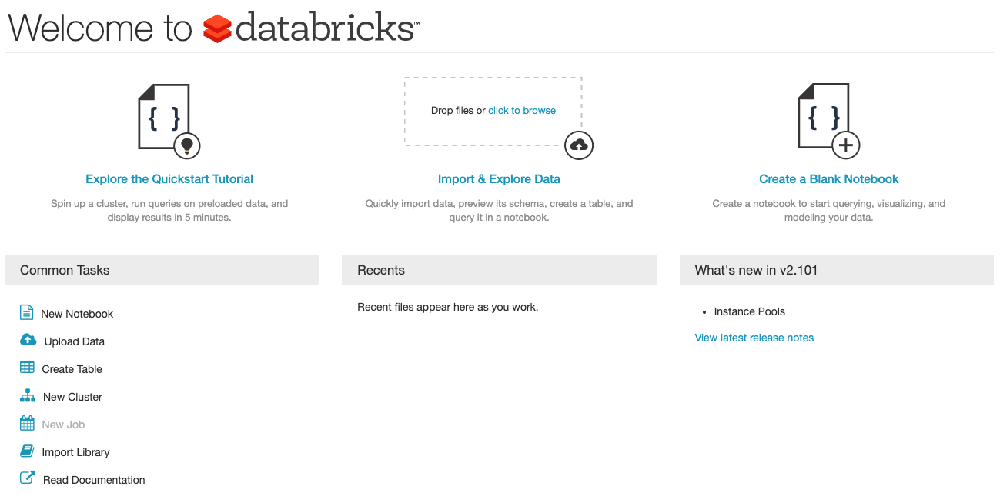 Welcome to databricks™
{ }
Drop files or click to browse
{ }
Explore the Quickstart Tutorial
Spin up a cluster, run queries on preloaded data, and
display results in 5 minutes.
Import & Explore Data
Quickly import data, preview its schema, create a table, and
query it in a notebook.
Create a Blank Notebook
Create a notebook to start querying, visualizing, and
modeling your data.
Common Tasks
New Notebook
Upload Data
Create Table
New Cluster
New Job
Import Library
Read Documentation
Recents
Recent files appear here as you work.
What's new in v2.101
• Instance Pools
View latest release notes